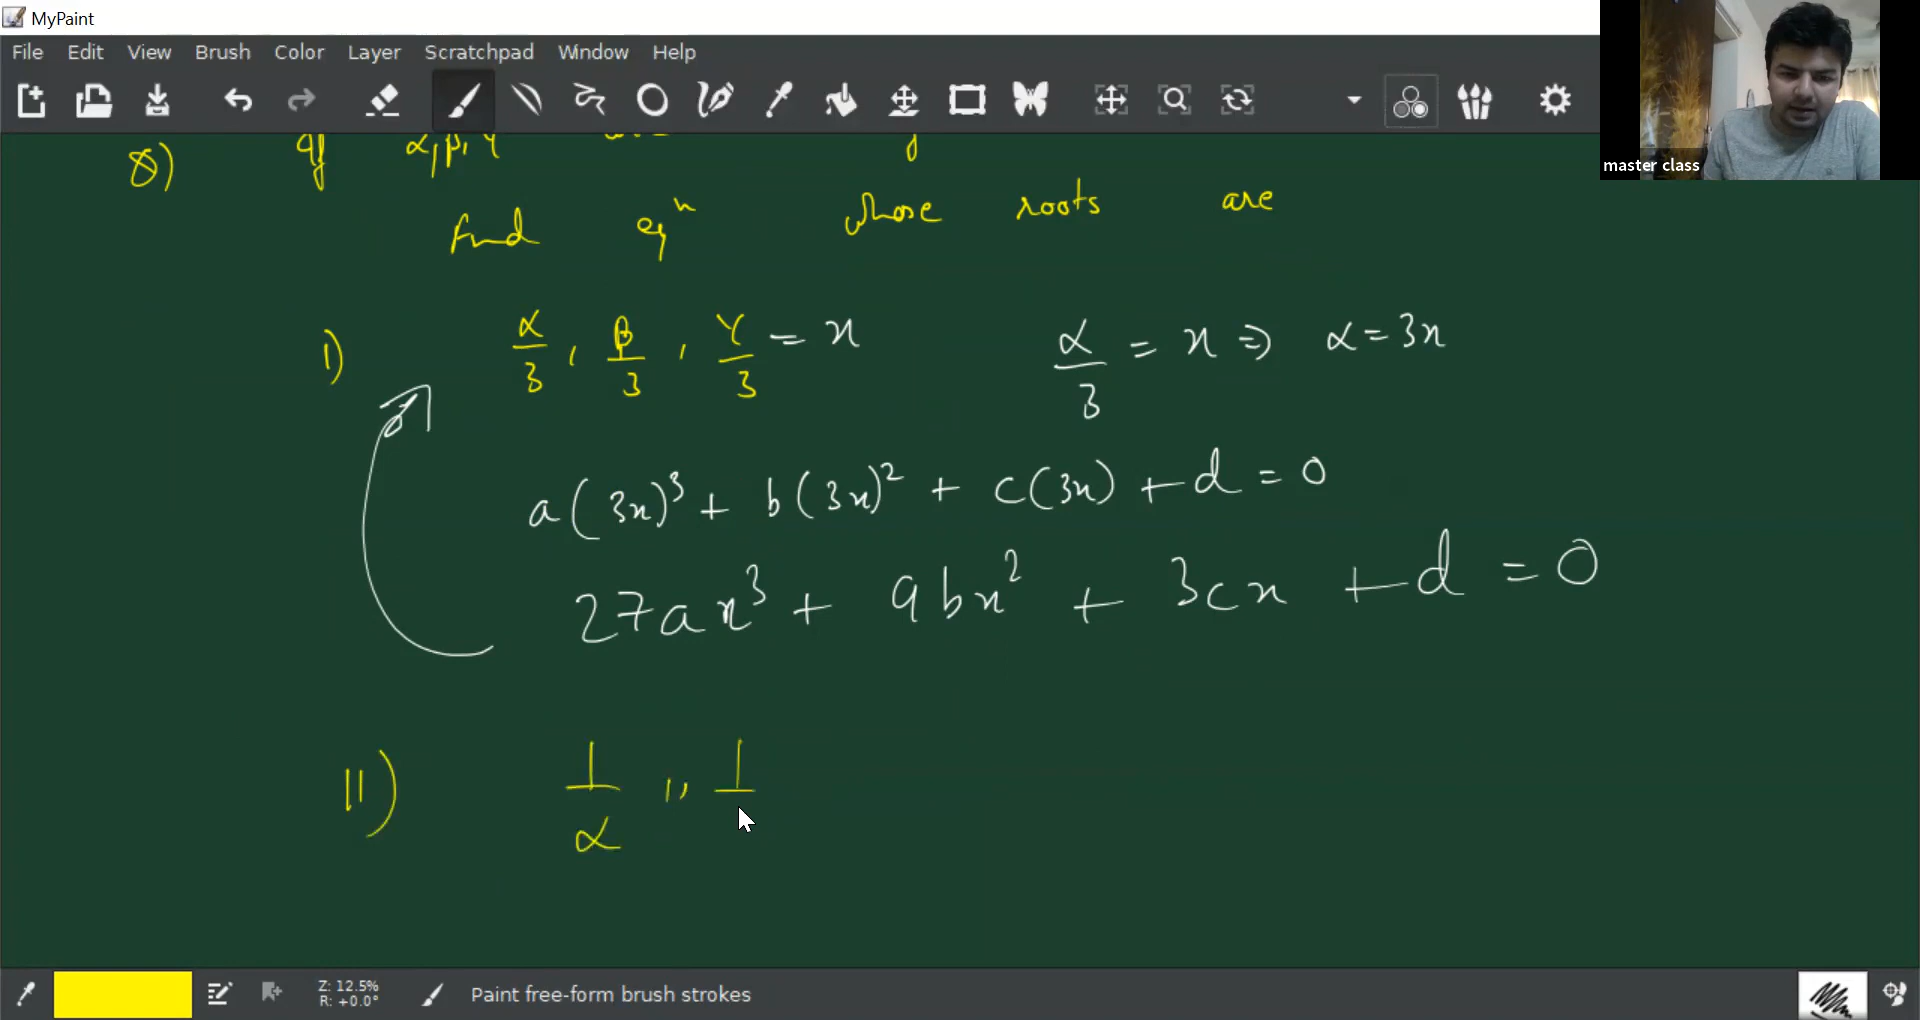 MyPaint
File Edit View Brush Color Layer Scratchpad Window Help
master class
8) If α, β, γ
find eqⁿ whose roots are
1) α/3 , β/3 , γ/3 = x α/3 = x ⇒ α = 3x
a(3x)³ + b(3x)² + c(3x) + d = 0
27ax³ + 9bx² + 3cx + d = 0
11) 1/α ,, 1/
Z: 12.5%
R: +0.0°
Paint free-form brush strokes